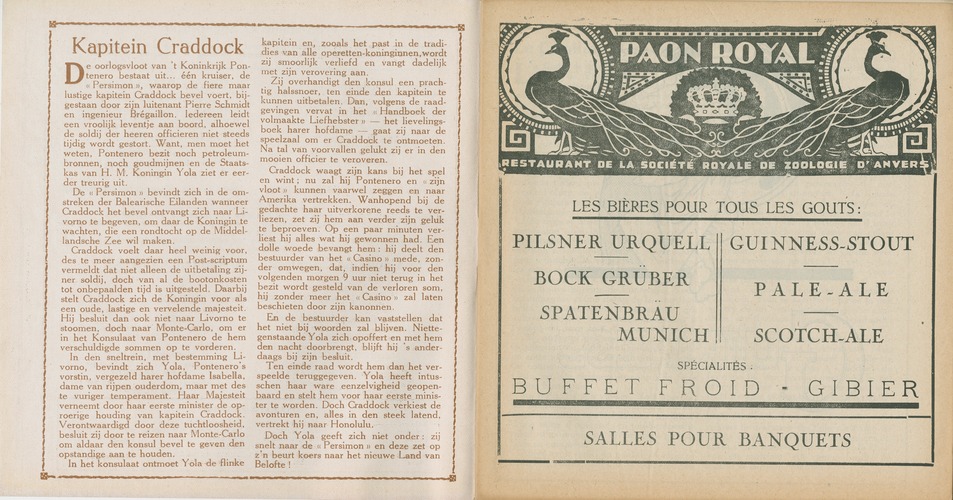 Kapitein Craddock
De oorlogsvloot van 't Koninkrijk Pon-
tenero bestaat uit... één kruiser, de
« Persimon », waarop de fiere maar
lustige kapitein Craddock bevel voert, bij-
gestaan door zijn luitenant Pierre Schmidt
en ingenieur Brégaillon. Iedereen leidt
een vroolijk leventje aan boord, alhoewel
de soldij der heeren officieren niet steeds
tijdig wordt gestort. Want, men moet het
weten, Pontenero bezit noch petroleum-
bronnen, noch goudmijnen en de Staats-
kas van H. M. Koningin Yola ziet er eer-
der treurig uit.
De « Persimon » bevindt zich in de om-
streken der Balearische Eilanden wanneer
Craddock het bevel ontvangt zich naar Li-
vorno te begeven, om daar de Koningin te
wachten, die een rondtocht op de Middel-
landsche Zee wil maken.
Craddock voelt daar heel weinig voor,
des te meer aangezien een Post-scriptum
vermeldt dat niet alleen de uitbetaling zij-
ner soldij, doch van al de bootonkosten
tot onbepaalden tijd is uitgesteld. Daarbij
stelt Craddock zich de Koningin voor als
een oude, lastige en vervelende majesteit.
Hij besluit dan ook niet naar Livorno te
stoomen, doch naar Monte-Carlo, om er
in het Konsulaat van Pontenero de hem
verschuldigde sommen op te vorderen.
In den sneltrein, met bestemming Li-
vorno, bevindt zich Yola, Pontenero's
vorstin, vergezeld harer hofdame Isabella,
dame van rijpen ouderdom, maar met des
te vuriger temperament. Haar Majesteit
verneemt door haar eerste minister de op-
roerige houding van kapitein Craddock.
Verontwaardigd door deze tuchtloosheid,
besluit zij door te reizen naar Monte-Carlo
om aldaar den konsul bevel te geven den
opstandige aan te houden.
In het konsulaat ontmoet Yola de flinke
kapitein en, zooals het past in de tradi-
diës van alle operetten-koninginnen, wordt
zij smoorlijk verliefd en vangt dadelijk
met zijn verovering aan.
Zij overhandigt den konsul een prach-
tig halssnoer, ten einde den kapitein te
kunnen uitbetalen. Dan, volgens de raad-
gevingen vervat in het « Handboek der
volmaakte Liefhebster » — het lievelings-
boek harer hofdame — gaat zij naar de
speelzaal om er Craddock te ontmoeten.
Na tal van voorvallen gelukt zij er in den
mooien officier te veroveren.
Craddock waagt zijn kans bij het spel
en wint; nu zal hij Pontenero en « zijn
vloot » kunnen vaarwel zeggen en naar
Amerika vertrekken. Wanhopend bij de
gedachte haar uitverkorene reeds te ver-
liezen, zet zij hem aan verder zijn geluk
te beproeven. Op een paar minuten ver-
liest hij alles wat hij gewonnen had. Een
dolle woede bevangt hem: hij deelt den
bestuurder van het « Casino » mede, zon-
der omwegen, dat, indien hij voor den
volgenden morgen 9 uur niet terug in het
bezit wordt gesteld van de verloren som,
hij zonder meer het « Casino » zal laten
beschieten door zijn kanonnen.
En de bestuurder kan vaststellen dat
het niet bij woorden zal blijven. Niette-
genstaande Yola zich opoffert en met hem
den nacht doorbrengt, blijft hij 's ander-
daags bij zijn besluit.
Ten einde raad wordt hem dan het ver-
speelde teruggegeven. Yola heeft intus-
schen haar ware eenzelvigheid geopen-
baard en stelt hem voor haar eerste minis-
ter te worden. Doch Craddock verkiest de
avonturen en, alles in den steek latend,
vertrekt hij naar Honolulu.
Doch Yola geeft zich niet onder: zij
snelt naar de « Persimon » en deze zet op
z'n beurt koers naar het nieuwe Land van
Belofte!
PAON ROYAL
RESTAURANT DE LA SOCIÉTÉ ROYALE DE ZOOLOGIE D'ANVERS
LES BIÈRES POUR TOUS LES GOUTS:
PILSNER URQUELL
BOCK GRÜBER
SPATENBRÄU
MUNICH
GUINNESS-STOUT
PALE-ALE
SCOTCH-ALE
SPÉCIALITÉS.
BUFFET FROID - GIBIER
SALLES POUR BANQUETS